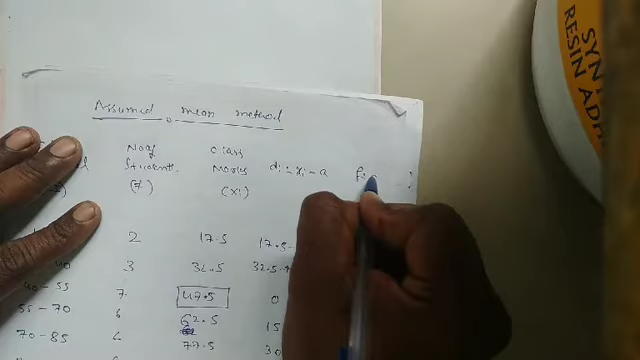 Assumed mean method
No of
Students
(f)
Class
Marks
(xi)
di = xi - a
fi
2 17.5 17.5-
3 32.5 32.5-
40-55 7 47.5 0
55-70 6 62.5 15
70-85 6 77.5 30
SYN
RESIN ADH